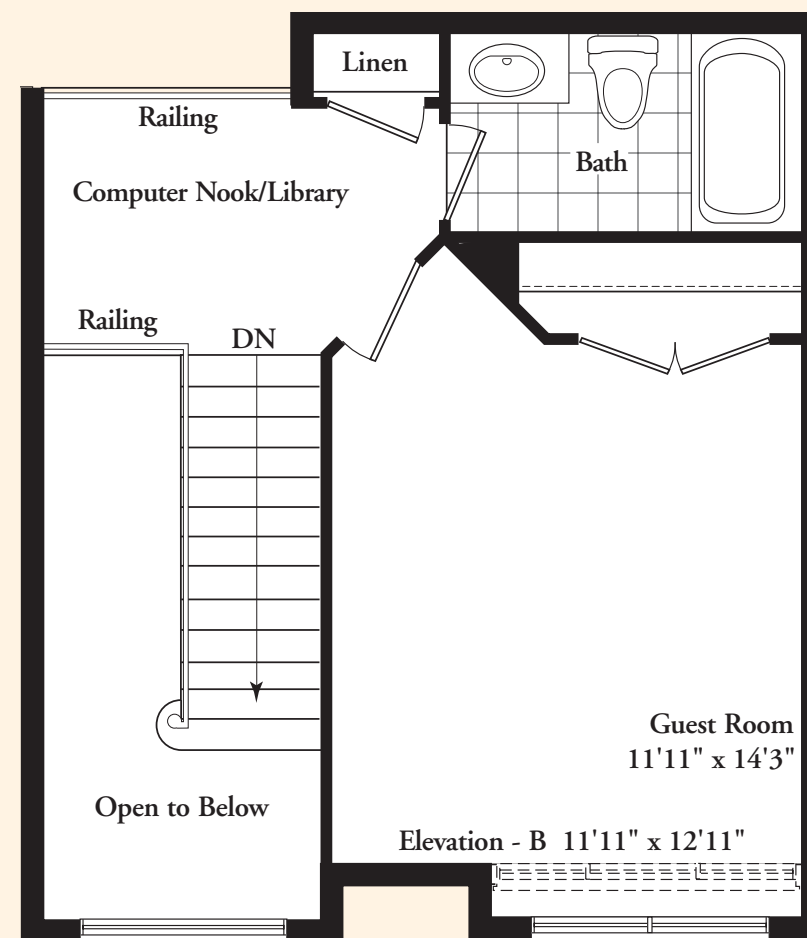 Linen
Railing
Bath
Computer Nook/Library
Railing
DN
Guest Room
11'11" x 14'3"
Open to Below
Elevation - B 11'11" x 12'11"